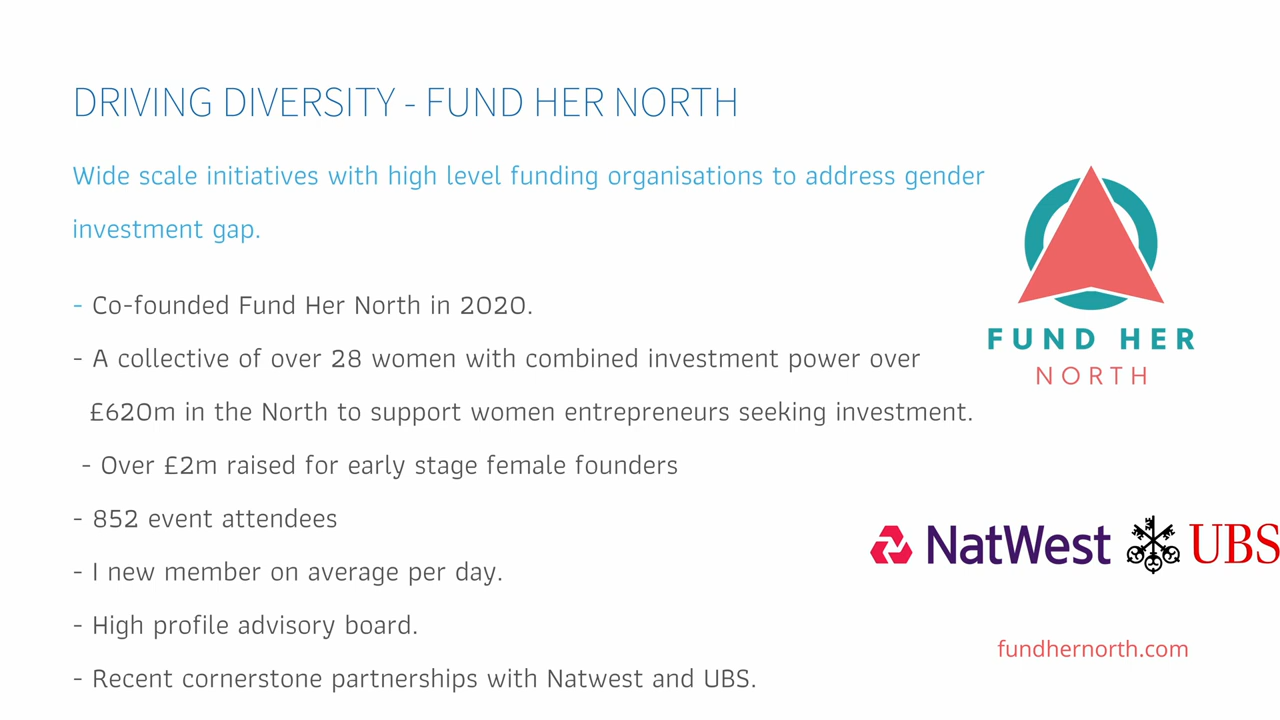 DRIVING DIVERSITY - FUND HER NORTH
Wide scale initiatives with high level funding organisations to address gender
investment gap.
- Co-founded Fund Her North in 2020.
- A collective of over 28 women with combined investment power over
£620m in the North to support women entrepreneurs seeking investment.
- Over £2m raised for early stage female founders
- 852 event attendees
- I new member on average per day.
- High profile advisory board.
- Recent cornerstone partnerships with Natwest and UBS.
FUND HER
NORTH
NatWest UBS
fundhernorth.com